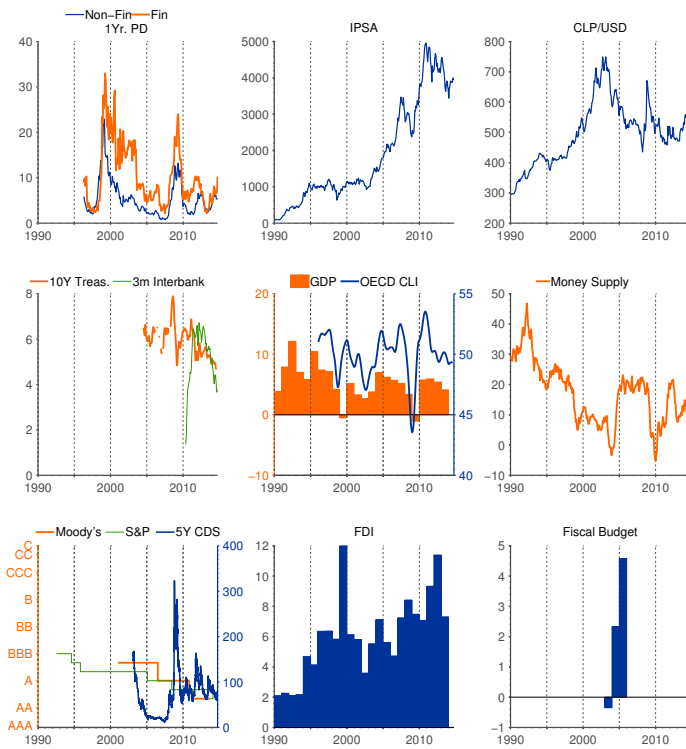 Non−Fin Fin
1Yr. PD
40
30
20
10
0
1990 2000 2010
IPSA
5000
4000
3000
2000
1000
0
1990 2000 2010
CLP/USD
800
700
600
500
400
300
200
1990 2000 2010
10Y Treas. 3m Interbank
8
6
4
2
0
1990 2000 2010
GDP OECD CLI
20 55
10 50
0 45
−10 40
1990 2000 2010
Money Supply
50
40
30
20
10
0
−10
1990 2000 2010
Moody's S&P 5Y CDS
C 400
CC
CCC
300
B
BB 200
BBB
A 100
AA
AAA 0
1990 2000 2010
FDI
12
10
8
6
4
2
0
1990 2000 2010
Fiscal Budget
5
4
3
2
1
0
−1
1990 2000 2010